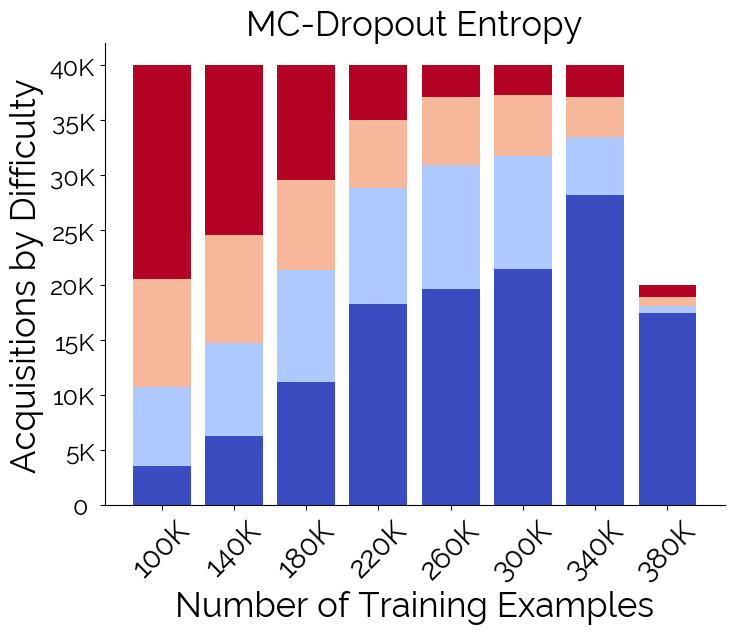 MC-Dropout Entropy
Acquisitions by Difficulty
40K
35K
30K
25K
20K
15K
10K
5K
0
100K
140K
180K
220K
260K
300K
340K
380K
Number of Training Examples